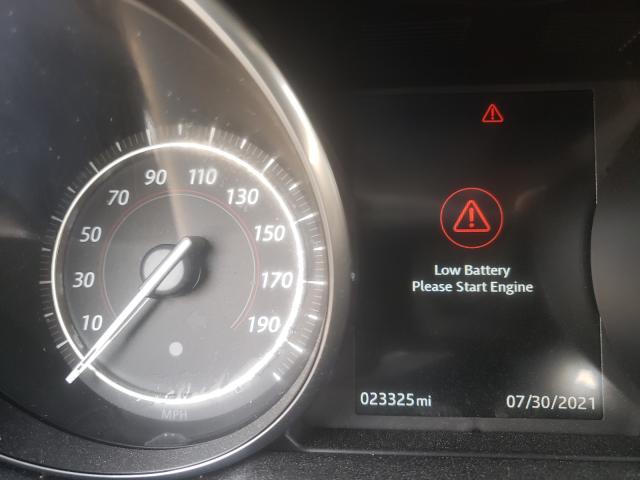 90 110
70 130
50 150
30 170
10 190
MPH
Low Battery
Please Start Engine
023325 mi 07/30/2021